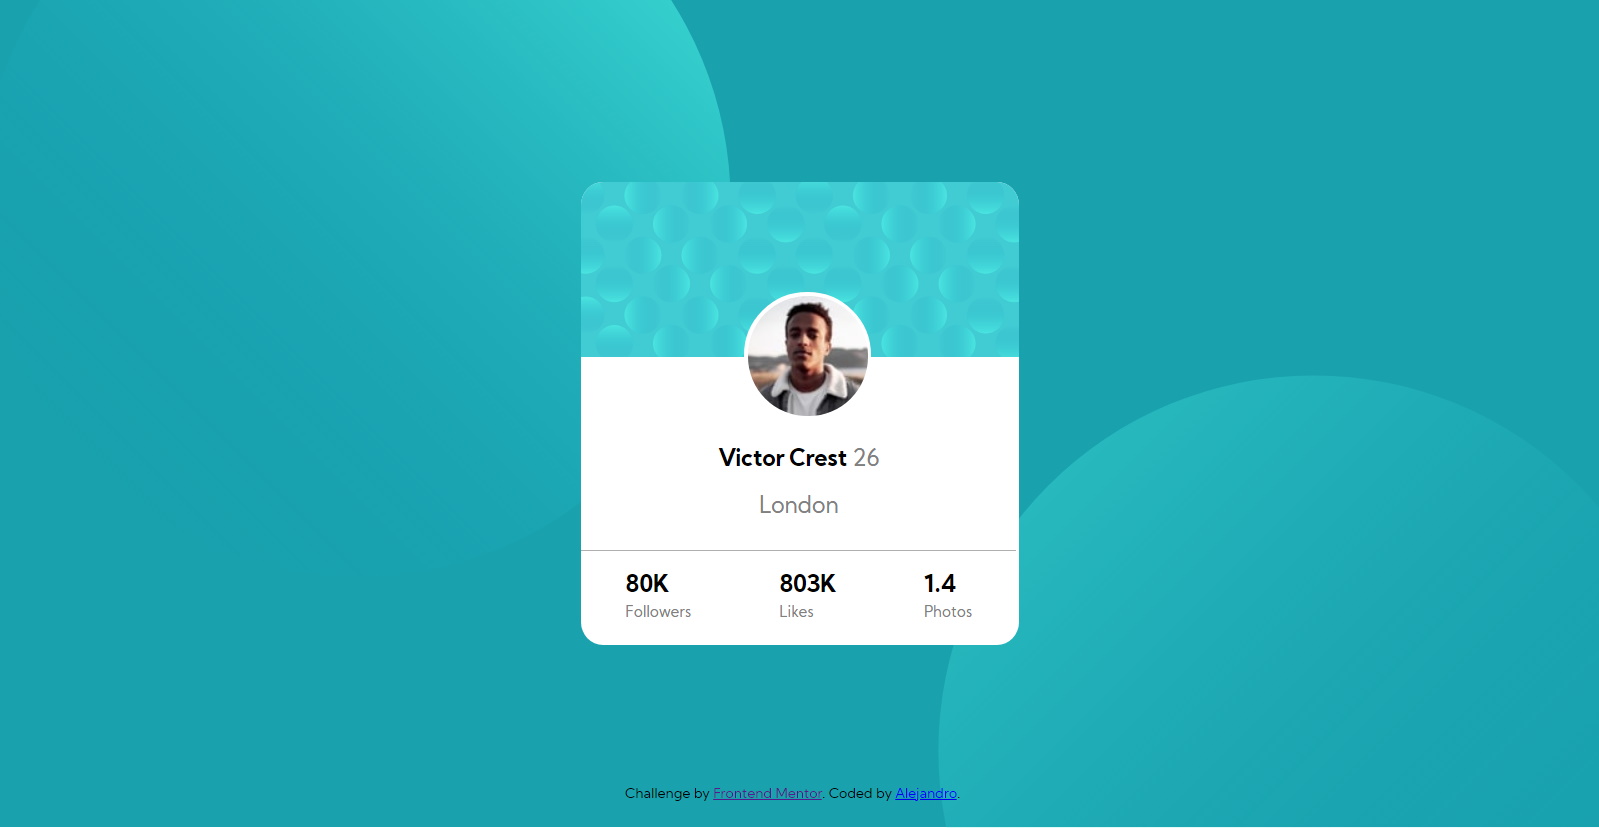 Victor Crest 26
London
80K 803K 1.4
Followers Likes Photos
Challenge by Frontend Mentor. Coded by Alejandro.